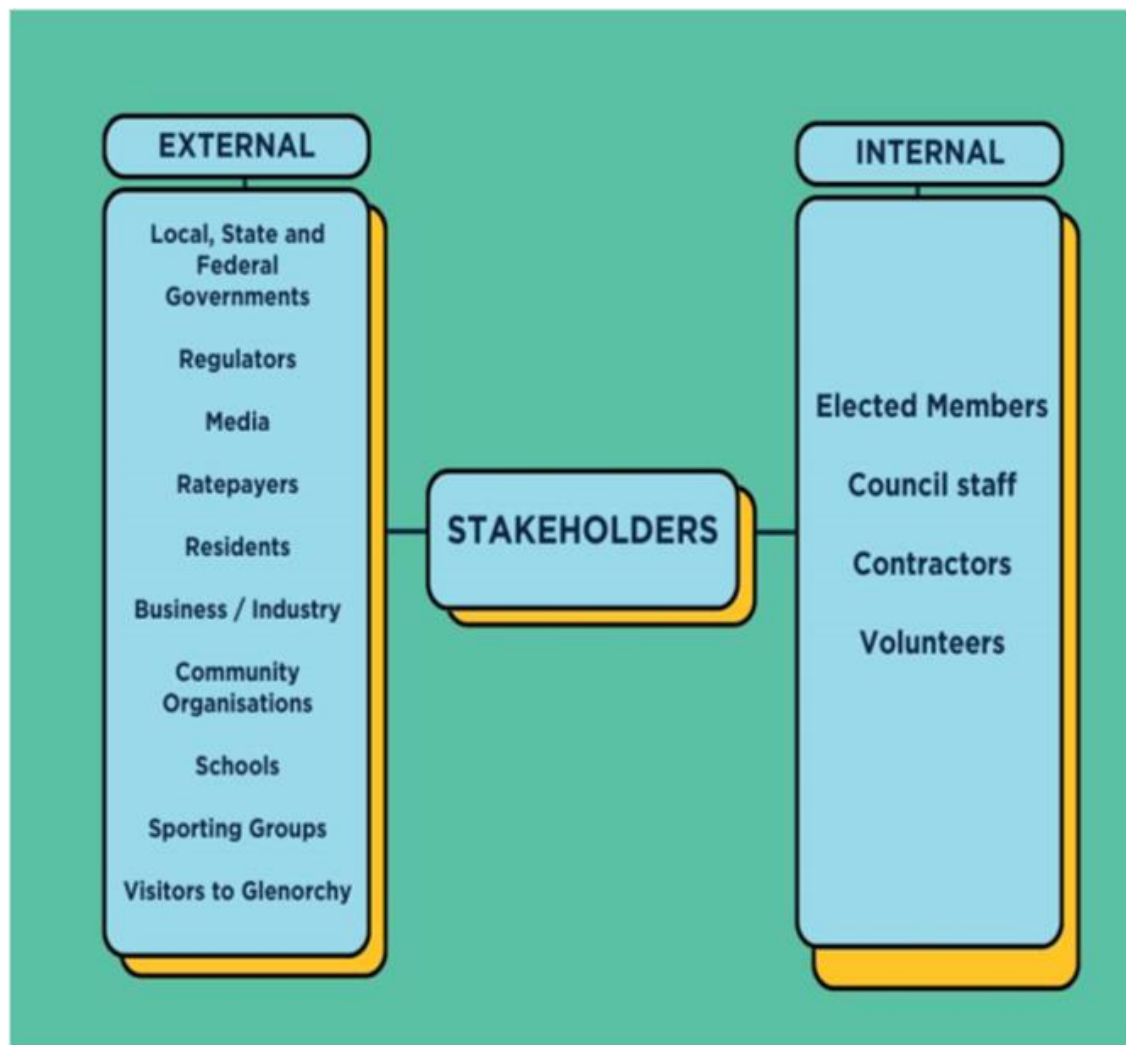 EXTERNAL
Local, State and
Federal
Governments
Regulators
Media
Ratepayers
Residents
Business / Industry
Community
Organisations
Schools
Sporting Groups
Visitors to Glenorchy
STAKEHOLDERS
INTERNAL
Elected Members
Council staff
Contractors
Volunteers